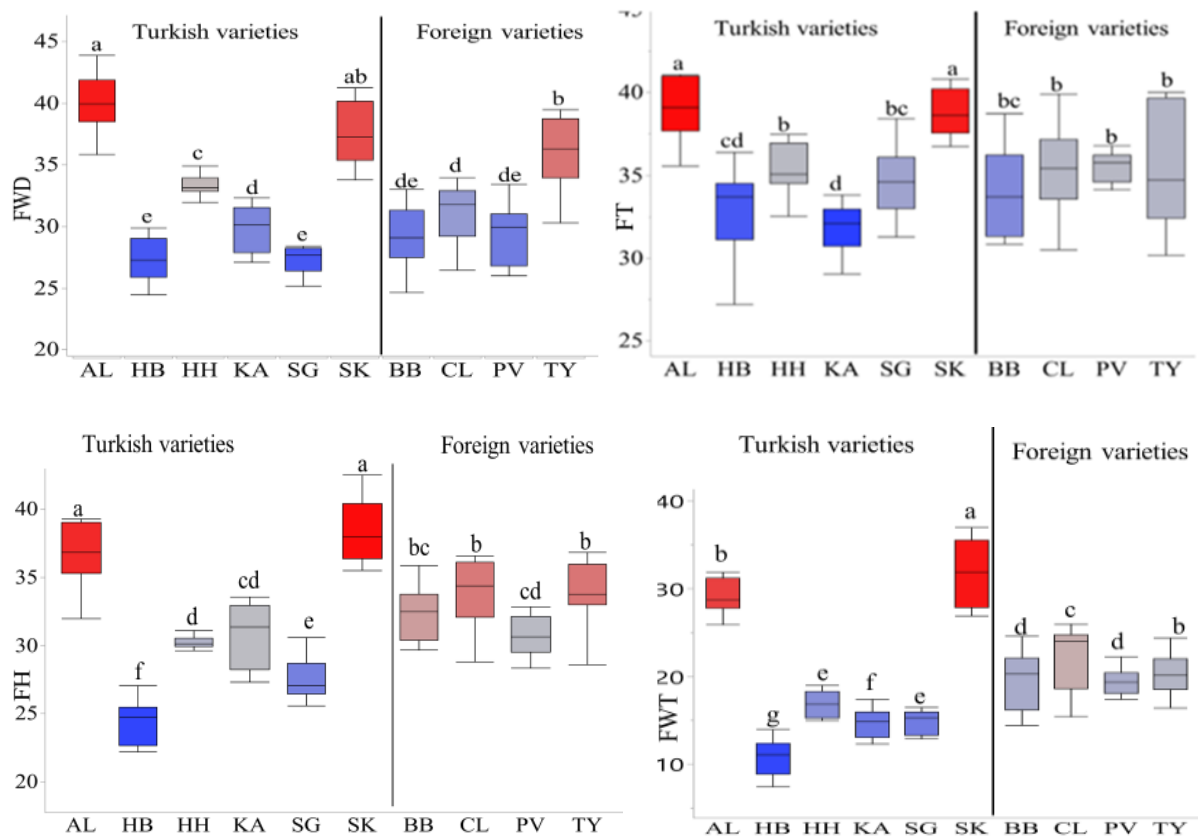 Turkish varieties Foreign varieties
FWD
45
40
35
30
25
20
a
e
c
d
e
ab
de
d
de
b
AL HB HH KA SG SK BB CL PV TY
Turkish varieties Foreign varieties
FT
45
40
35
30
25
a
cd
b
d
bc
a
bc
b
b
b
AL HB HH KA SG SK BB CL PV TY
Turkish varieties Foreign varieties
FH
40
35
30
25
20
a
f
d
cd
e
a
bc
b
cd
b
AL HB HH KA SG SK BB CL PV TY
Turkish varieties Foreign varieties
FWT
40
30
20
10
b
g
e
f
e
a
d
c
d
b
AL HB HH KA SG SK BB CL PV TY